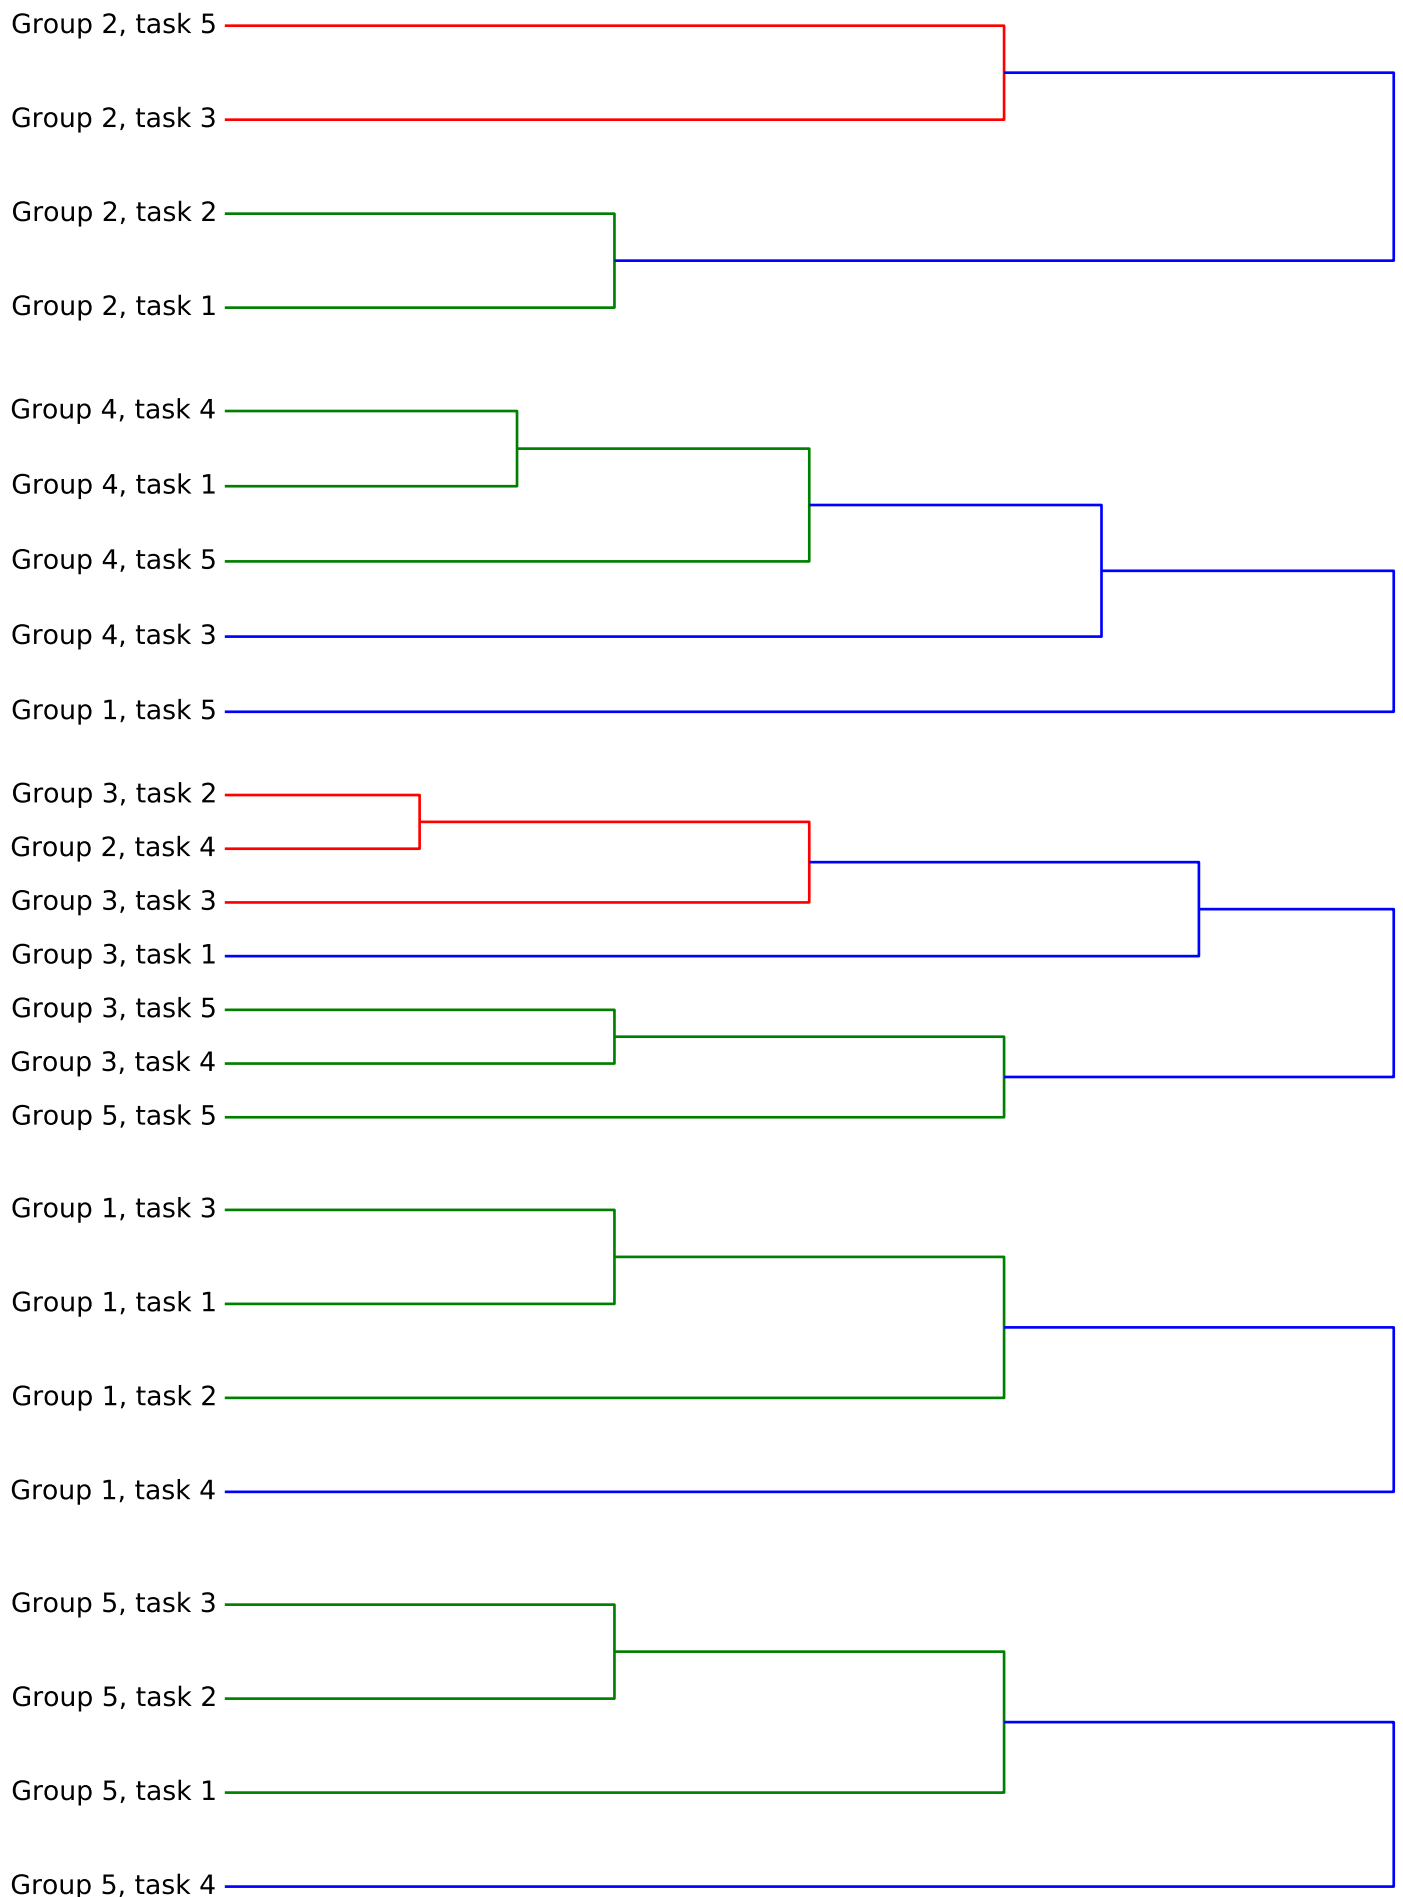 Group 2, task 5
Group 2, task 3
Group 2, task 2
Group 2, task 1
Group 4, task 4
Group 4, task 1
Group 4, task 5
Group 4, task 3
Group 1, task 5
Group 3, task 2
Group 2, task 4
Group 3, task 3
Group 3, task 1
Group 3, task 5
Group 3, task 4
Group 5, task 5
Group 1, task 3
Group 1, task 1
Group 1, task 2
Group 1, task 4
Group 5, task 3
Group 5, task 2
Group 5, task 1
Group 5, task 4